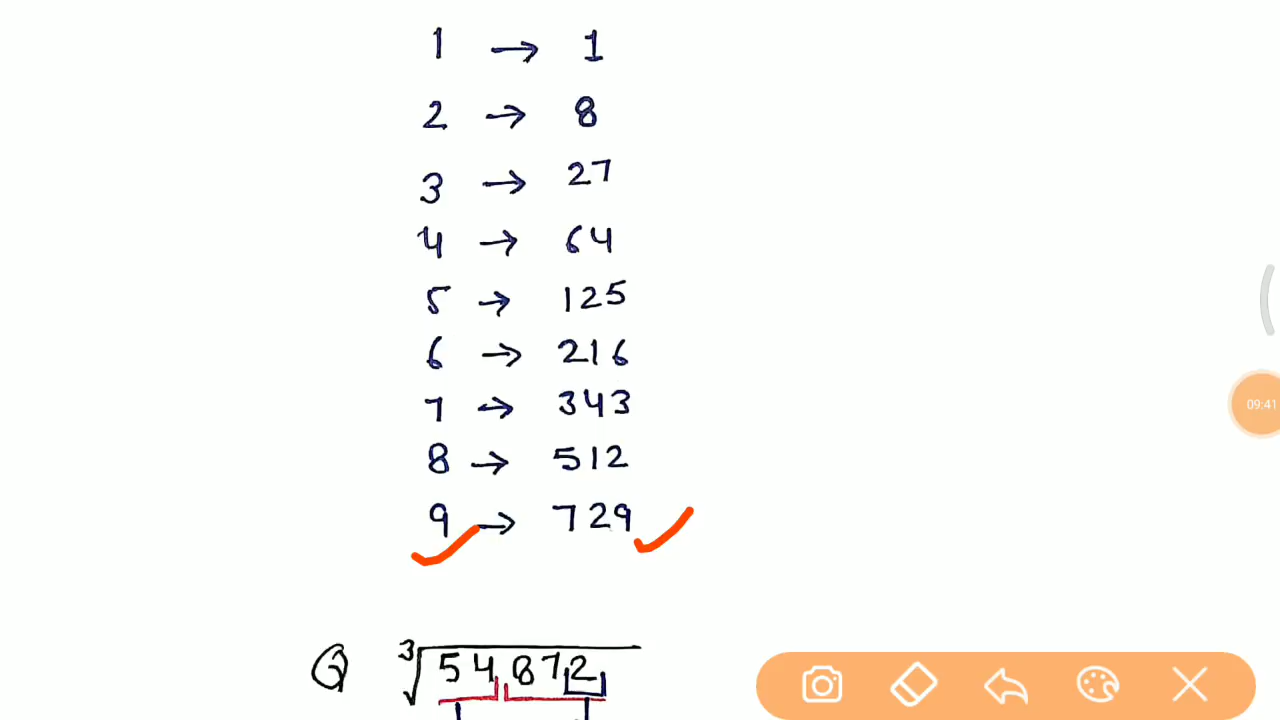 1 → 1
2 → 8
3 → 27
4 → 64
5 → 125
6 → 216
7 → 343
8 → 512
9 → 729
Q ∛54872
09:41